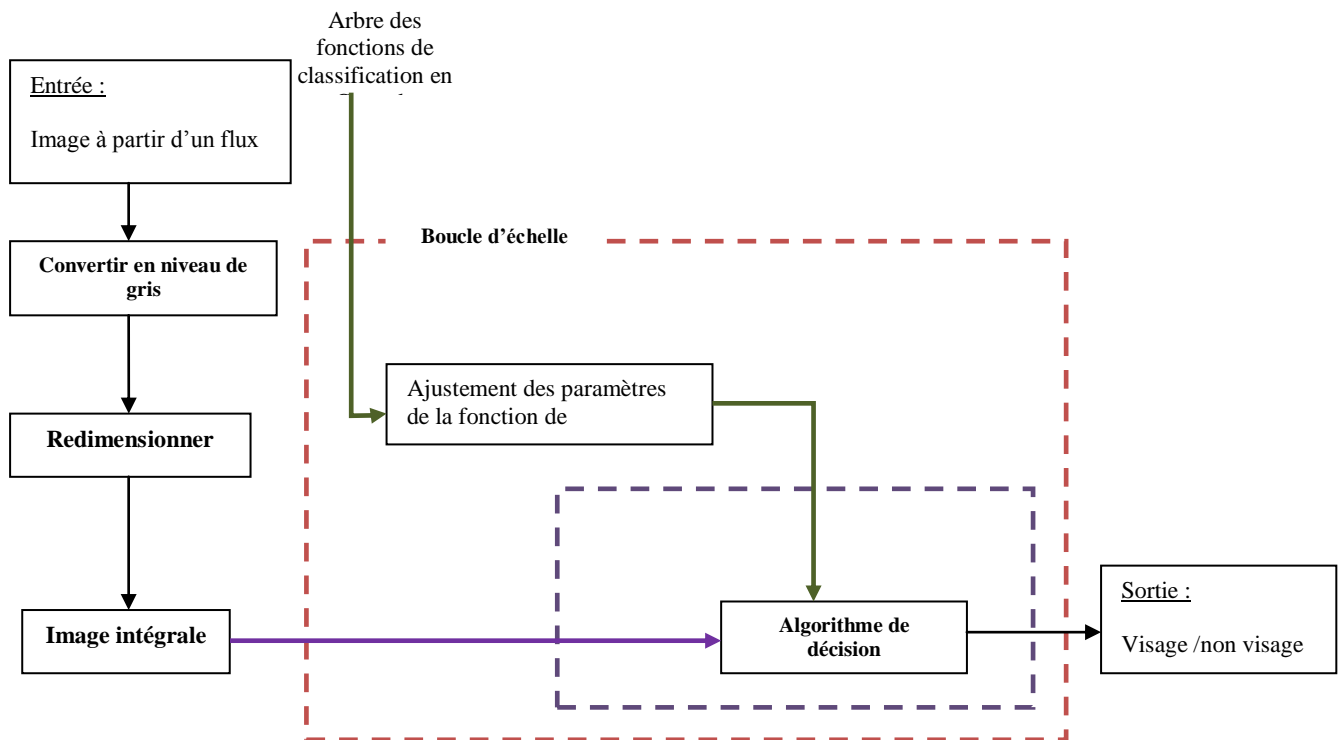 Arbre des
fonctions de
classification en
Entrée :
Image à partir d’un flux
Boucle d’échelle
Convertir en niveau de
gris
Ajustement des paramètres
de la fonction de
Redimensionner
Image intégrale
Algorithme de
décision
Sortie :
Visage /non visage